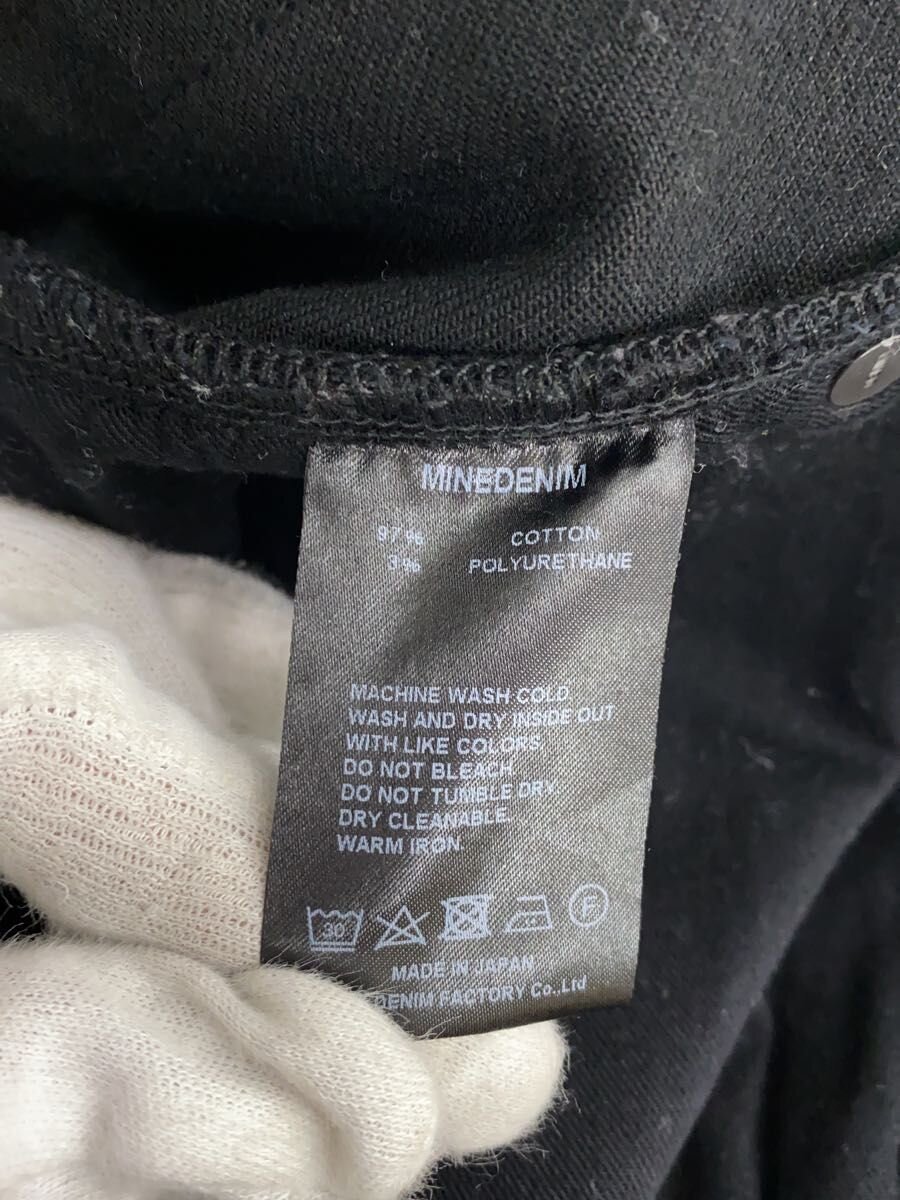 MINEDENIM
97% COTTON
3% POLYURETHANE
MACHINE WASH COLD
WASH AND DRY INSIDE OUT
WITH LIKE COLORS
DO NOT BLEACH
DO NOT TUMBLE DRY.
DRY CLEANABLE.
WARM IRON
30 F
MADE IN JAPAN
DENIM FACTORY Co.,Ltd